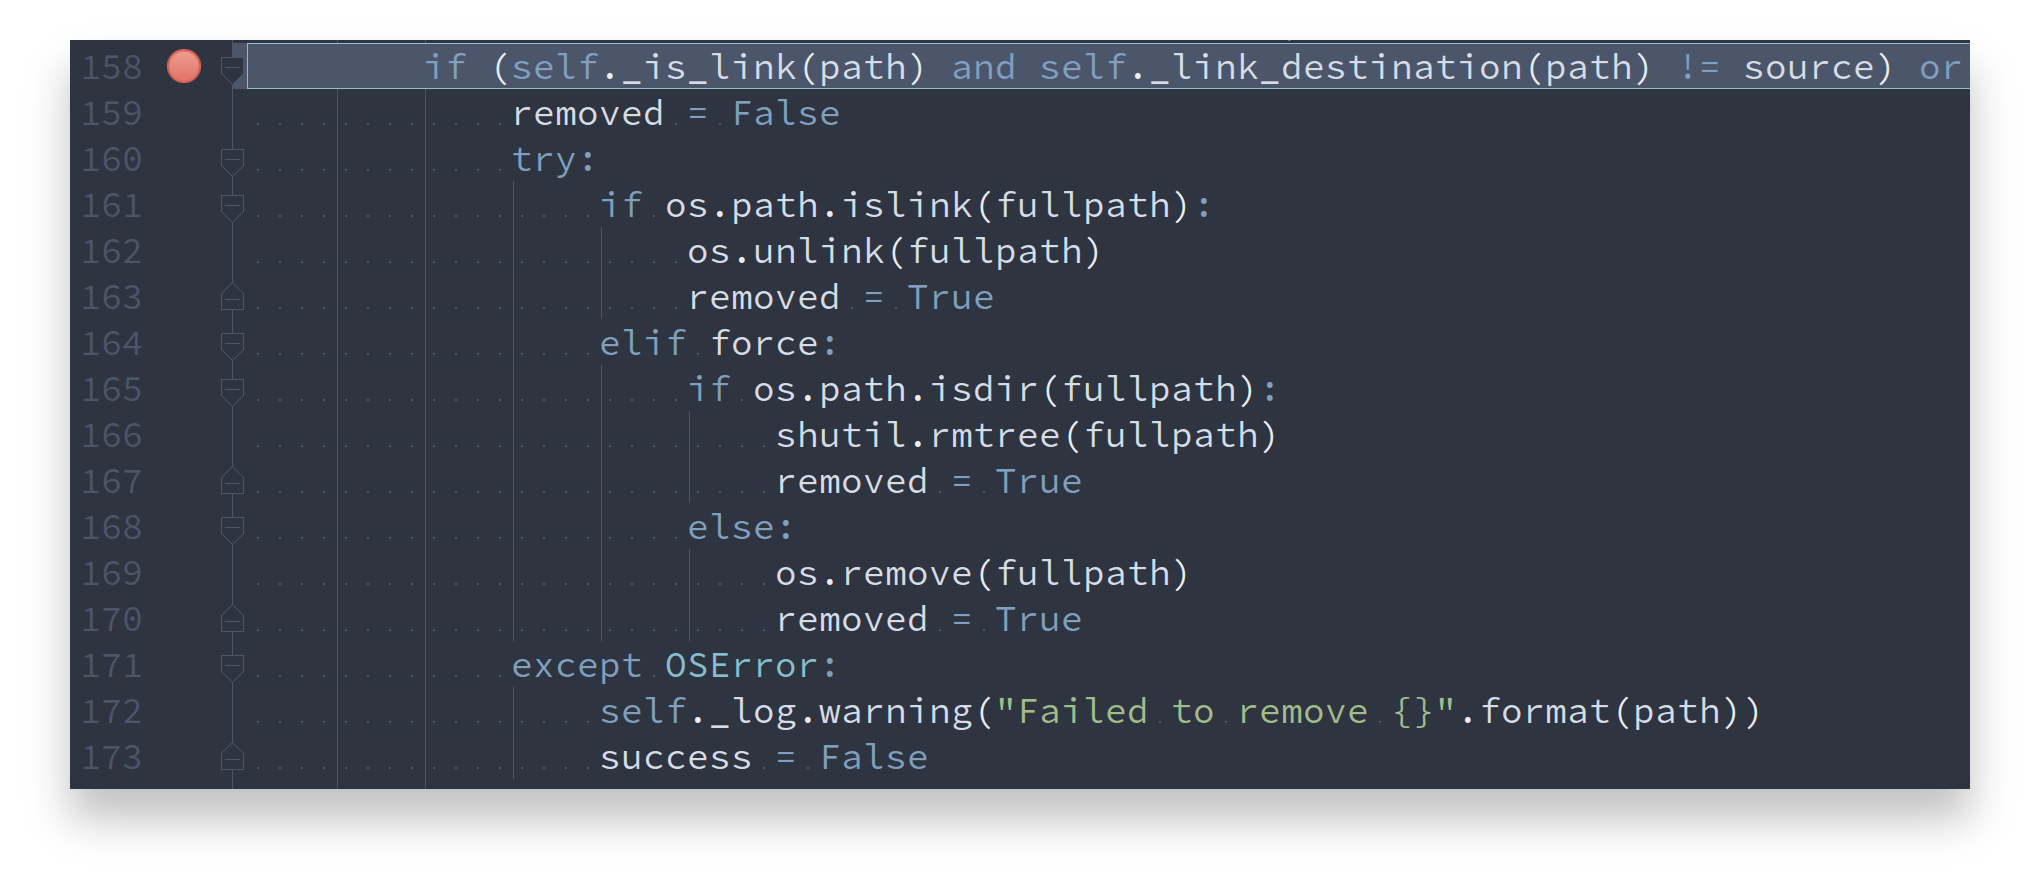 158 if (self._is_link(path) and self._link_destination(path) != source) or
159 removed = False
160 try:
161 if os.path.islink(fullpath):
162 os.unlink(fullpath)
163 removed = True
164 elif force:
165 if os.path.isdir(fullpath):
166 shutil.rmtree(fullpath)
167 removed = True
168 else:
169 os.remove(fullpath)
170 removed = True
171 except OSError:
172 self._log.warning("Failed to remove {}".format(path))
173 success = False